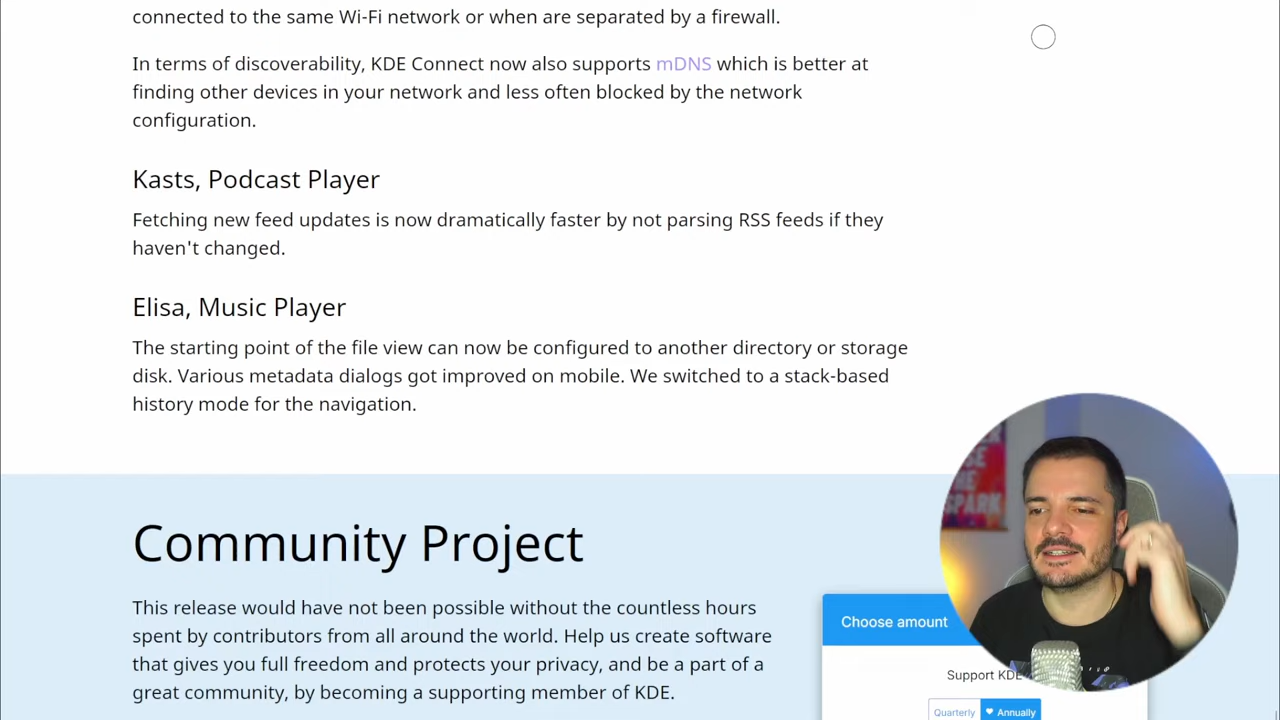 connected to the same Wi-Fi network or when are separated by a firewall.
In terms of discoverability, KDE Connect now also supports mDNS which is better at
finding other devices in your network and less often blocked by the network
configuration.
Kasts, Podcast Player
Fetching new feed updates is now dramatically faster by not parsing RSS feeds if they
haven't changed.
Elisa, Music Player
The starting point of the file view can now be configured to another directory or storage
disk. Various metadata dialogs got improved on mobile. We switched to a stack-based
history mode for the navigation.
SE
THE
SPARK
Community Project
This release would have not been possible without the countless hours
spent by contributors from all around the world. Help us create software
that gives you full freedom and protects your privacy, and be a part of a
great community, by becoming a supporting member of KDE.
Choose amount
Support KDE
Quarterly
Annually